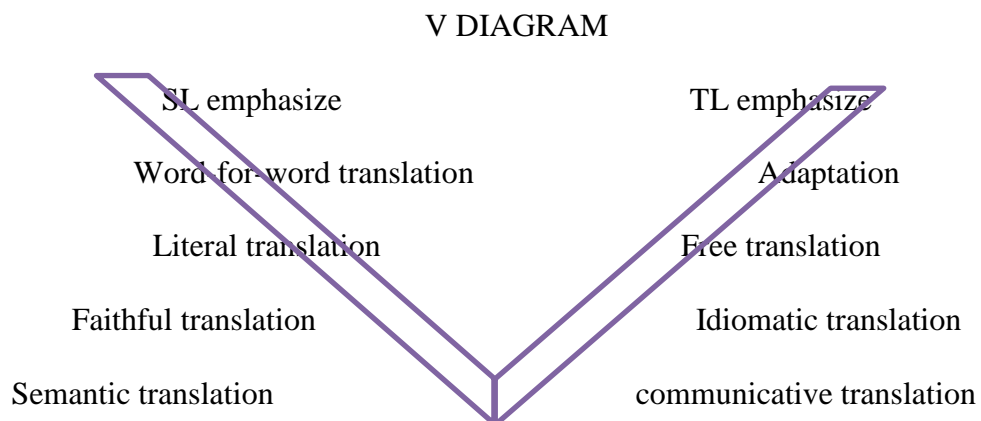 V DIAGRAM
SL emphasize TL emphasize
Word-for-word translation Adaptation
Literal translation Free translation
Faithful translation Idiomatic translation
Semantic translation communicative translation